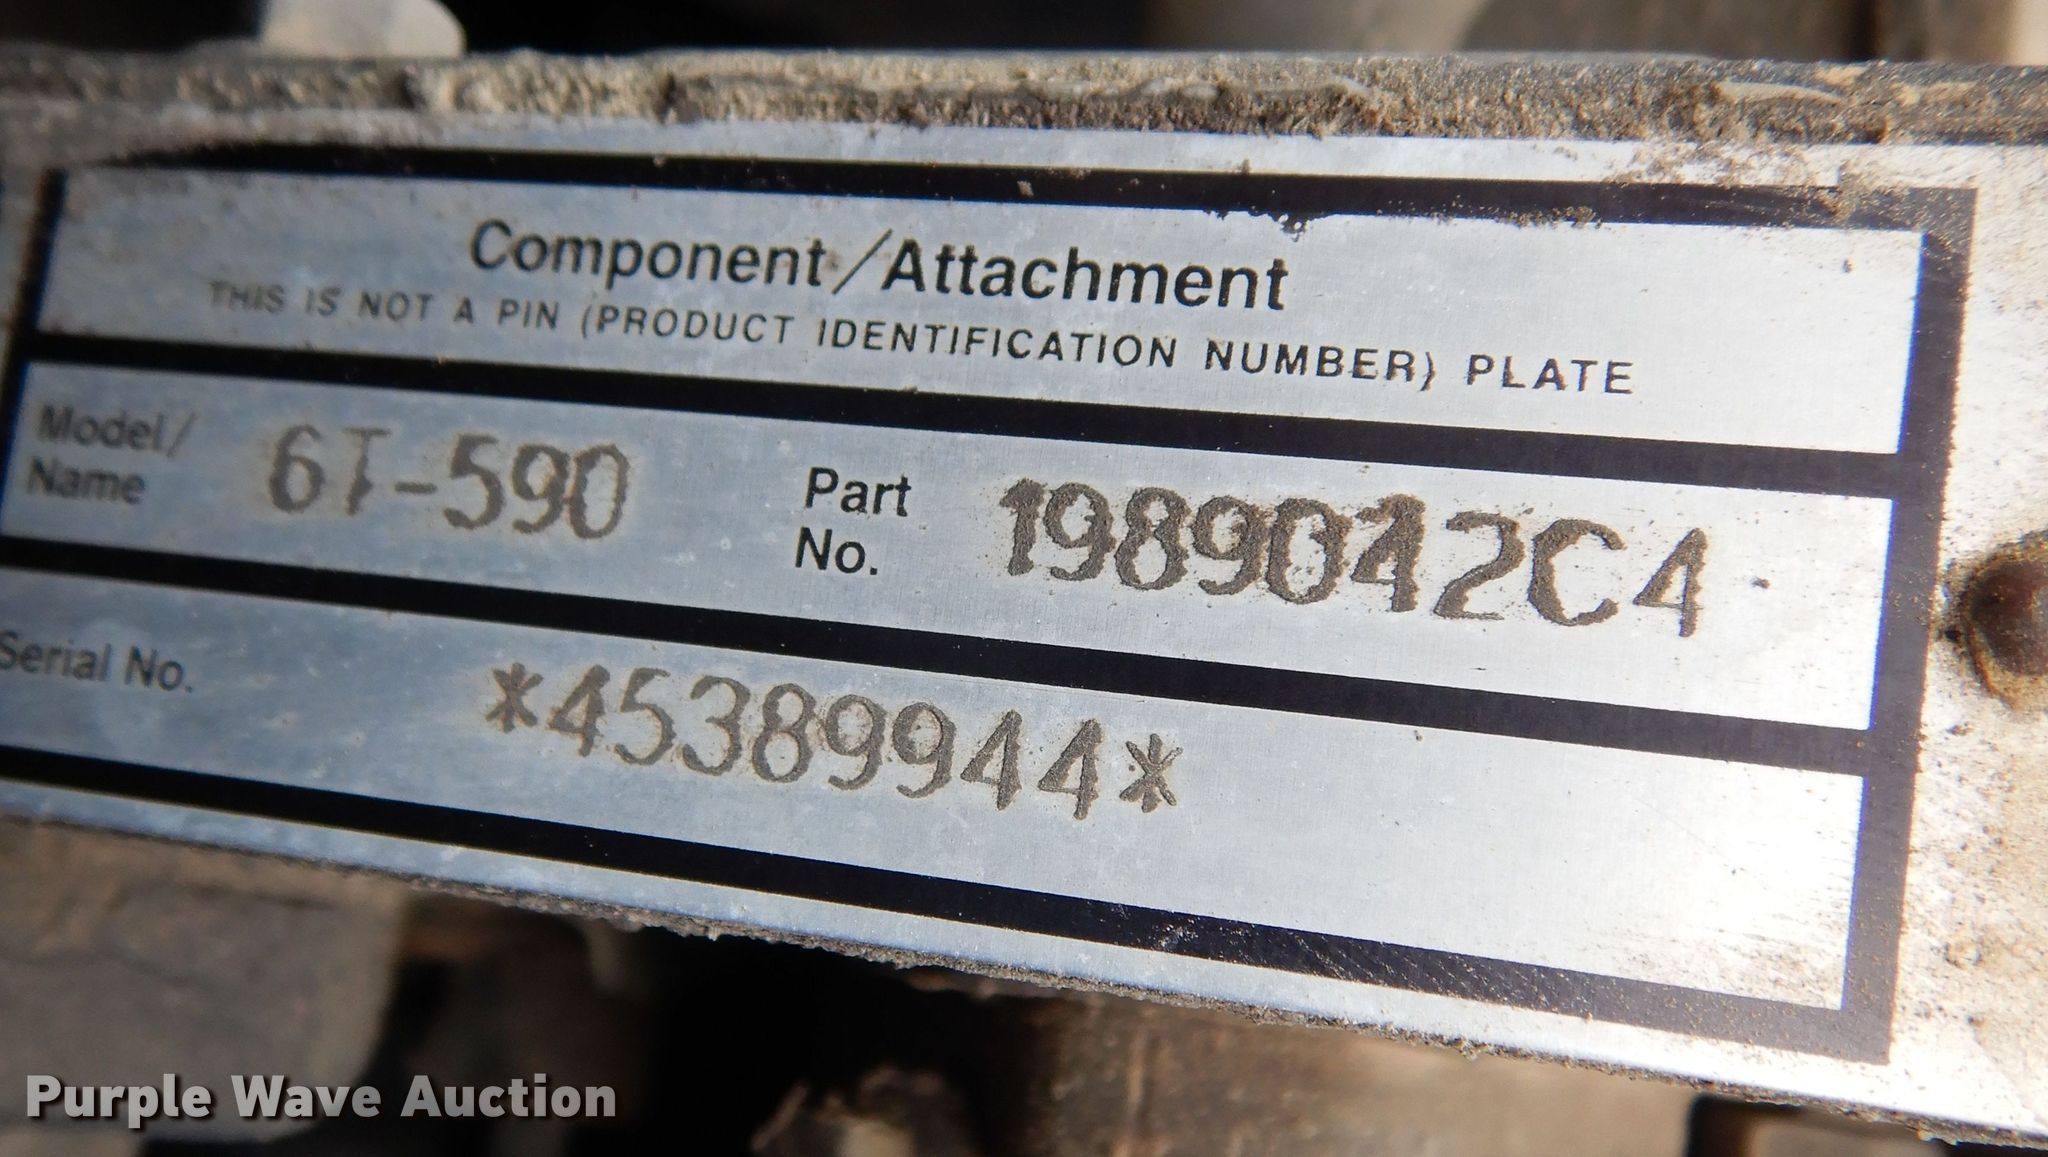 Component/Attachment
THIS IS NOT A PIN (PRODUCT IDENTIFICATION NUMBER) PLATE
Model/
Name 6T-590
Part
No. 1989042C4
Serial No. *45389944*
Purple Wave Auction